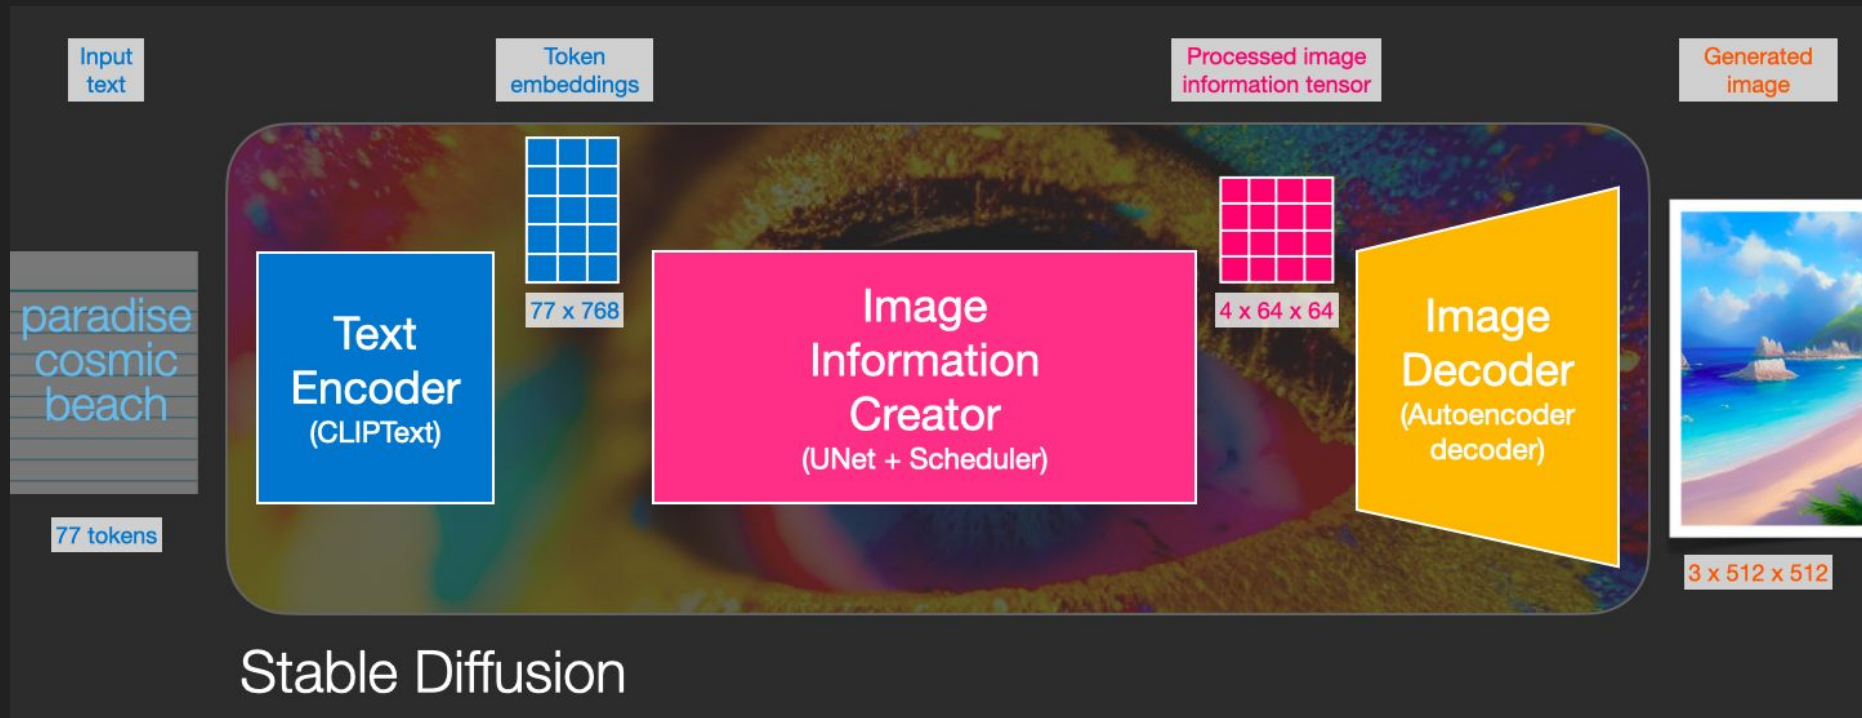 Input
text
Token
embeddings
Processed image
information tensor
Generated
image
paradise
cosmic
beach
77 tokens
Text
Encoder
(CLIPText)
77 x 768
Image
Information
Creator
(UNet + Scheduler)
4 x 64 x 64
Image
Decoder
(Autoencoder
decoder)
3 x 512 x 512
Stable Diffusion